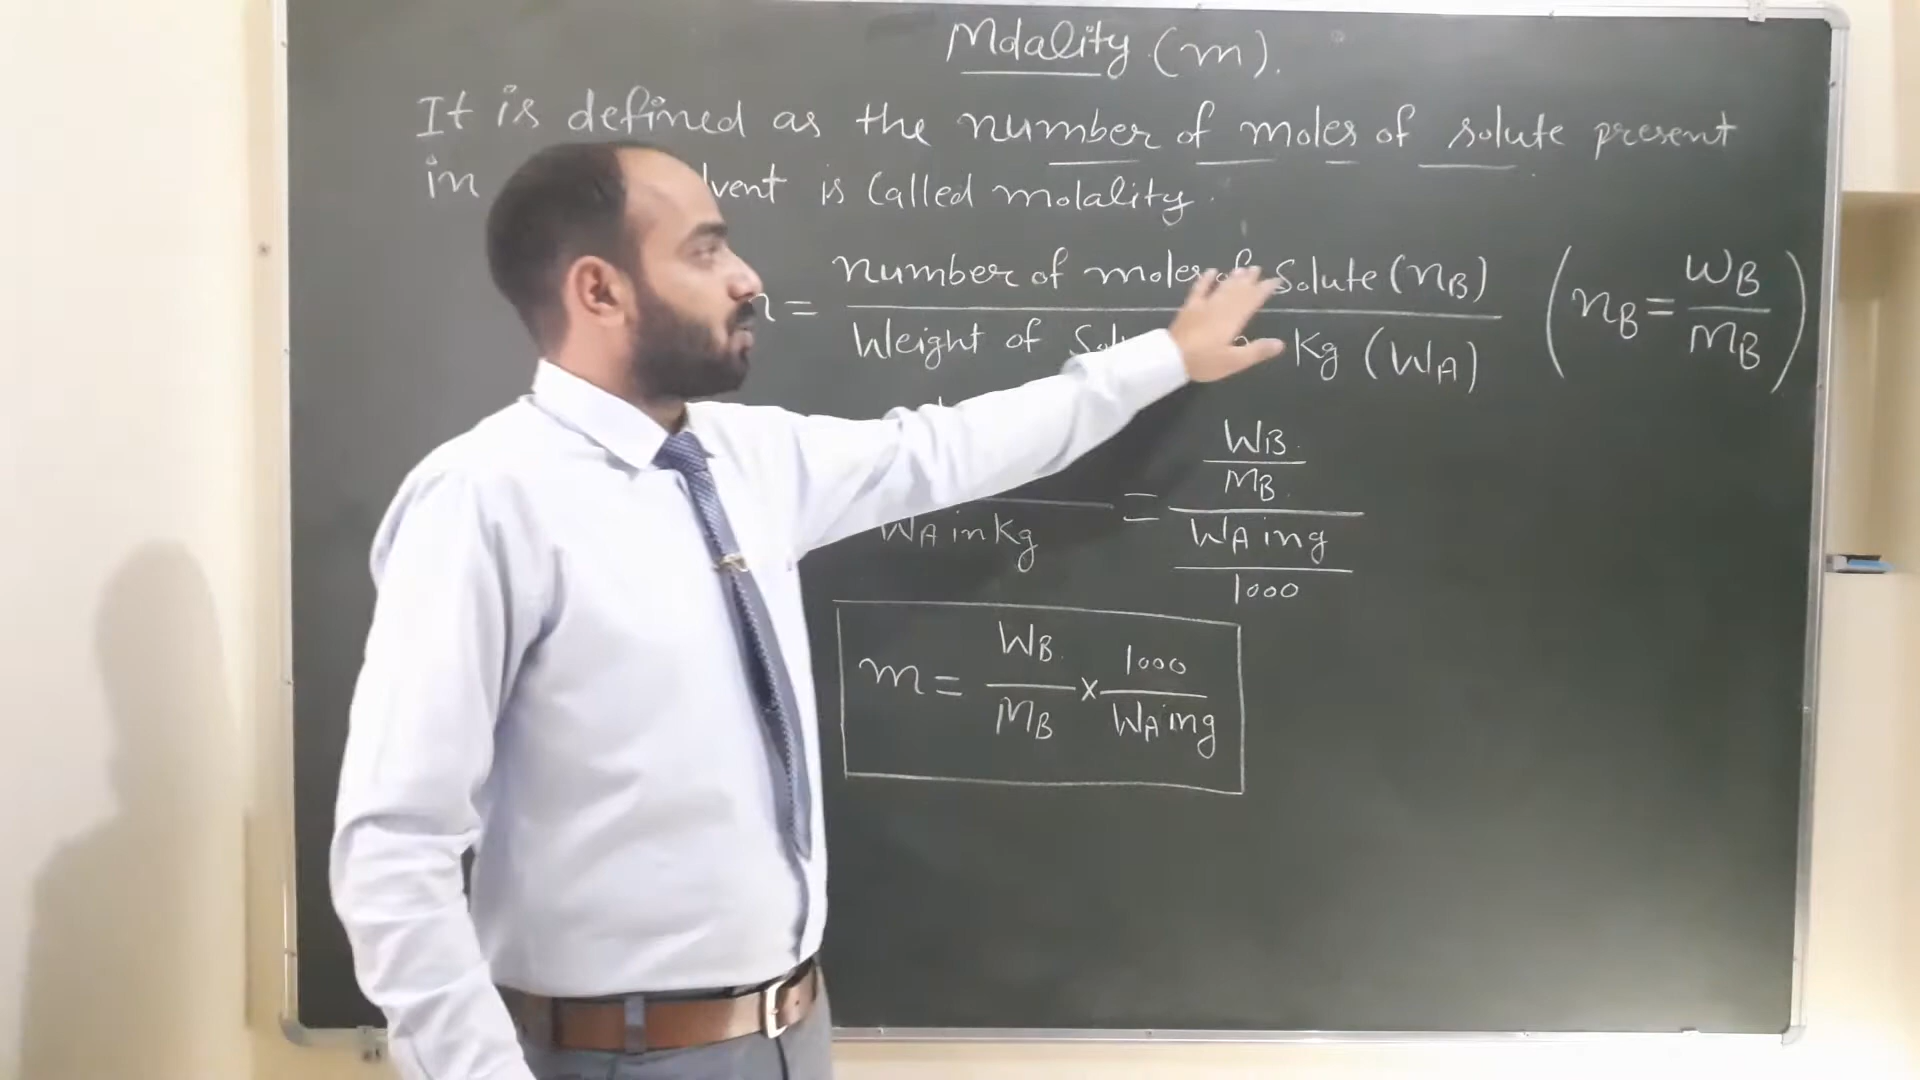 Molality (m).
It is defined as the number of moles of solute present
in is called molality.
= number of moles of Solute (nB) / Weight of Kg (WA) (nB = WB / MB)
WA in Kg = WB / MB / WA in g / 1000
m = WB / MB × 1000 / WA in g